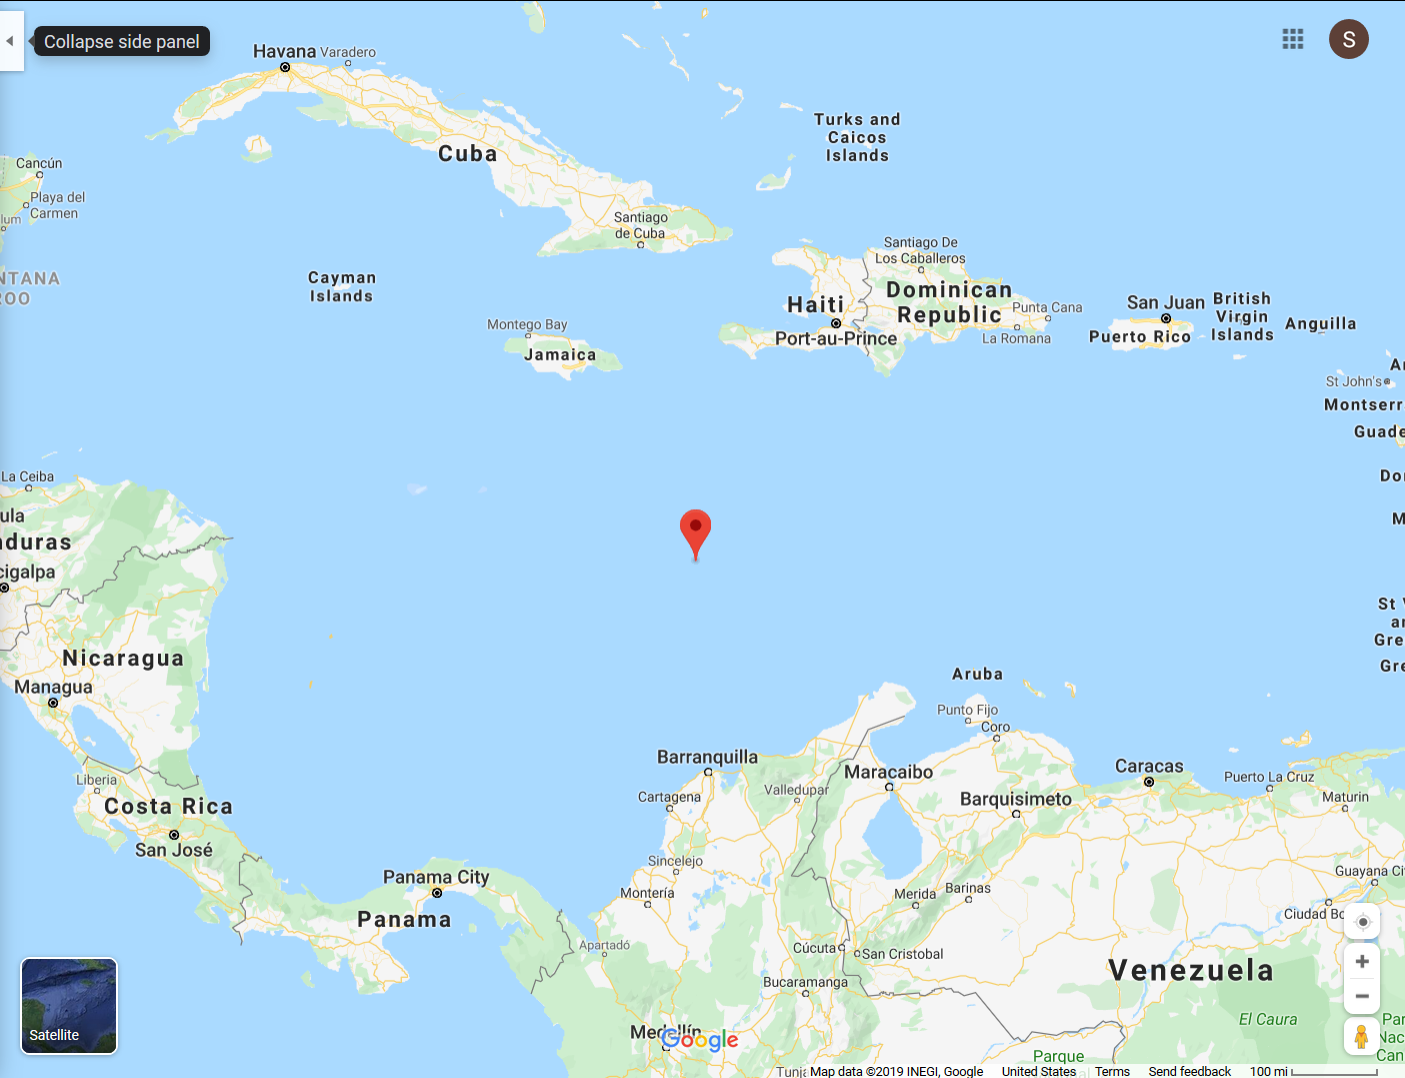 Collapse side panel
S
Havana
Varadero
Turks and
Caicos
Islands
Cuba
Cancún
Playa del
Carmen
lum
Santiago
de Cuba
NTANA
ROO
Cayman
Islands
Santiago De
Los Caballeros
Dominican
Republic
Haiti
Punta Cana
San Juan
British
Virgin
Islands
Anguilla
Montego Bay
Jamaica
Port-au-Prince
La Romana
Puerto Rico
St John's
Montserr
Guade
La Ceiba
ula
nduras
cigalpa
Nicaragua
Managua
Aruba
Punto Fijo
Coro
St V
Gre
Gre
Barranquilla
Liberia
Cartagena
Valledupar
Maracaibo
Caracas
Puerto La Cruz
Barquisimeto
Maturin
Costa Rica
San José
Sincelejo
Panama City
Montería
Merida
Barinas
Guayana Ci
Panama
Ciudad Bo
Apartadó
Cúcuta
San Cristobal
Venezuela
Bucaramanga
El Caura
Satellite
Google
Parque
Par
Nac
Can
Map data ©2019 INEGI, Google
United States
Terms
Send feedback
100 mi